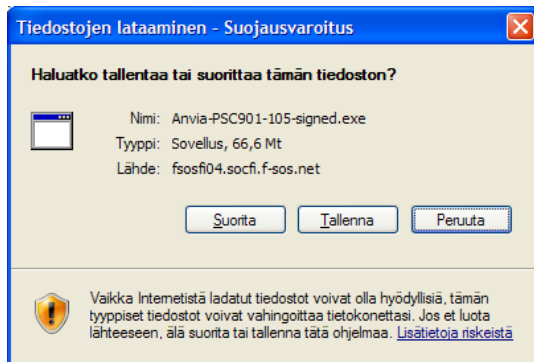 Tiedostojen lataaminen - Suojausvaroitus
Haluatko tallentaa tai suorittaa tämän tiedoston?
Nimi: Anvia-PSC901-105-signed.exe
Tyyppi: Sovellus, 66,6 Mt
Lähde: fsosfi04.socfi.f-sos.net
Suorita Tallenna Peruuta
Vaikka Internetistä ladatut tiedostot voivat olla hyödyllisiä, tämän
tyyppiset tiedostot voivat vahingoittaa tietokonettasi. Jos et luota
lähteeseen, älä suorita tai tallenna tätä ohjelmaa. Lisätietoja riskeistä